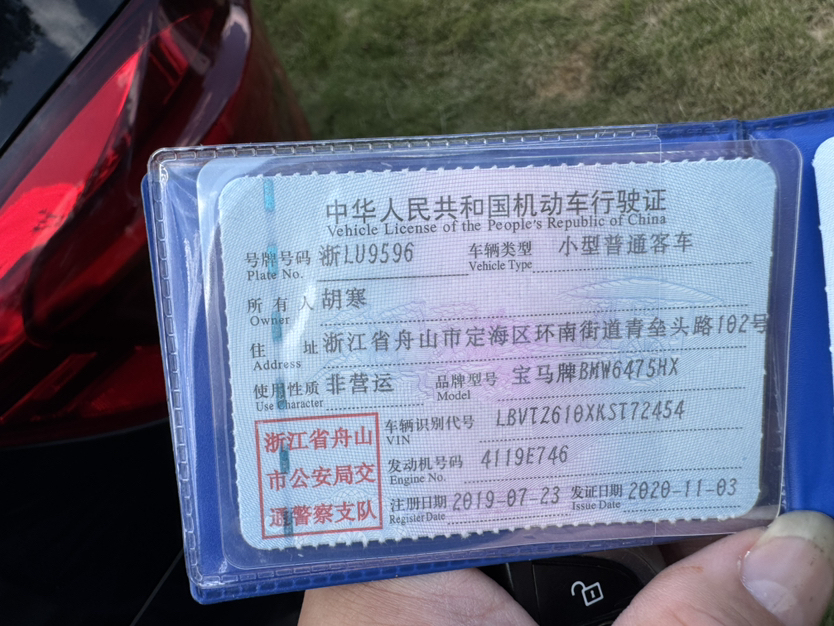 中华人民共和国机动车行驶证
Vehicle License of the People's Republic of China
号牌号码 浙LU9596 车辆类型 小型普通客车
Plate No. Vehicle Type
所有人 胡寒
Owner
住址 浙江省舟山市定海区环南街道青垒头路102号
Address
使用性质 非营运 品牌型号 宝马牌BMW6475HX
Use Character Model
车辆识别代号 LBVTZ610XKST72454
VIN
发动机号码 4119E746
Engine No.
注册日期 2019-07-23 发证日期 2020-11-03
Register Date Issue Date
浙江省舟山
市公安局交
通警察支队